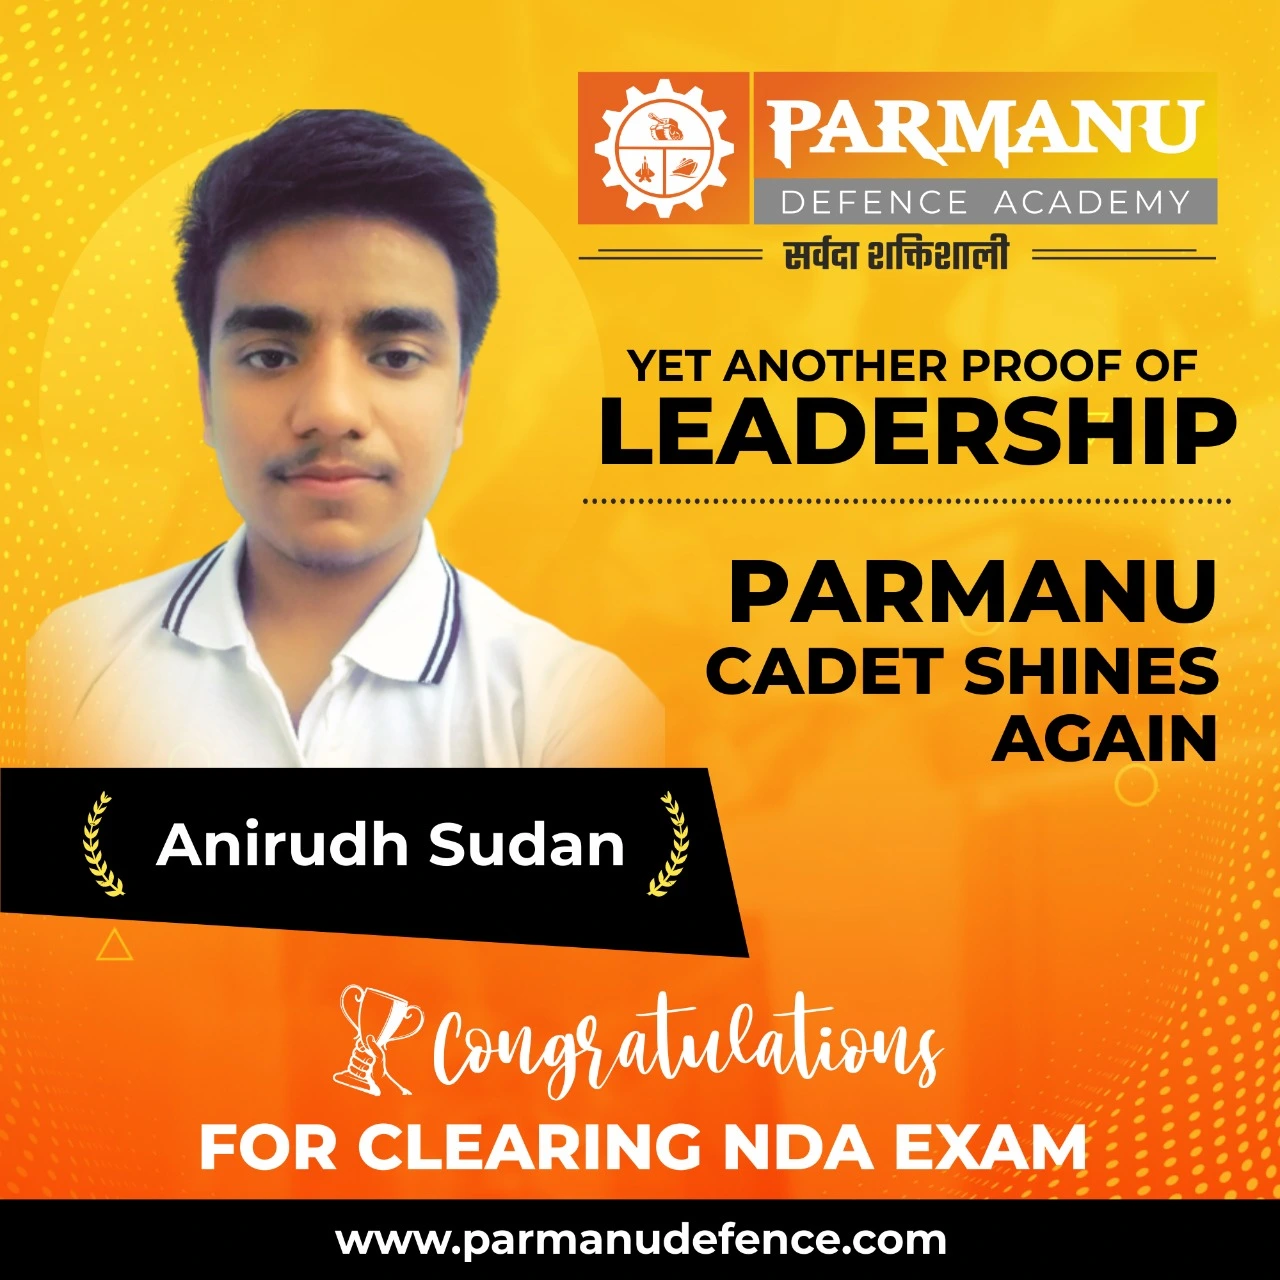 PARMANU
DEFENCE ACADEMY
सर्वदा शक्तिशाली
YET ANOTHER PROOF OF
LEADERSHIP
PARMANU
CADET SHINES
AGAIN
Anirudh Sudan
Congratulations
FOR CLEARING NDA EXAM
www.parmanudefence.com